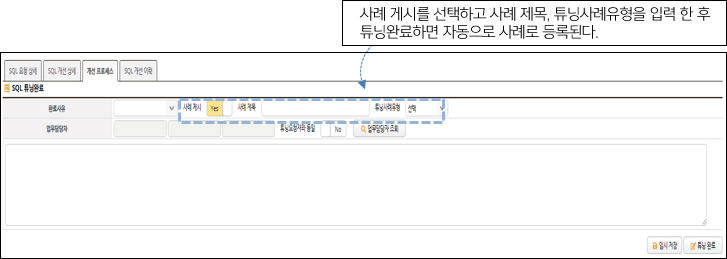 사례 게시를 선택하고 사례 제목, 튜닝사례유형을 입력 한 후
튜닝완료하면 자동으로 사례로 등록된다.
SQL 요청 상세 SQL 개선 상세 개선 프로세스 SQL 개선 이력
SQL 튜닝완료
완료사유 사례 게시 Yes 사례 제목 튜닝사례유형 선택
업무담당자 튜닝요청자와 동일 No 업무담당자 조회
임시 저장 튜닝 완료